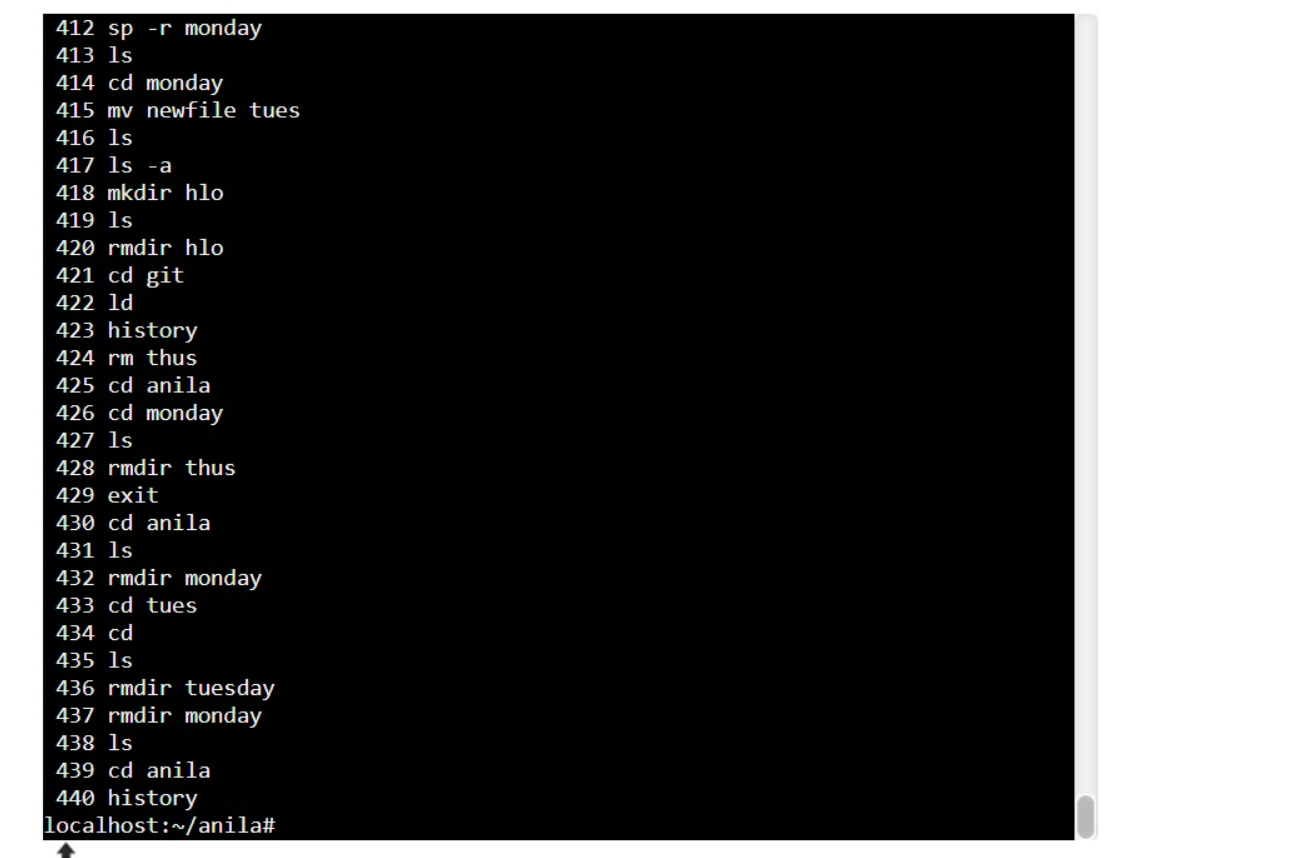 412 sp -r monday
413 ls
414 cd monday
415 mv newfile tues
416 ls
417 ls -a
418 mkdir hlo
419 ls
420 rmdir hlo
421 cd git
422 ld
423 history
424 rm thus
425 cd anila
426 cd monday
427 ls
428 rmdir thus
429 exit
430 cd anila
431 ls
432 rmdir monday
433 cd tues
434 cd
435 ls
436 rmdir tuesday
437 rmdir monday
438 ls
439 cd anila
440 history
localhost:~/anila#